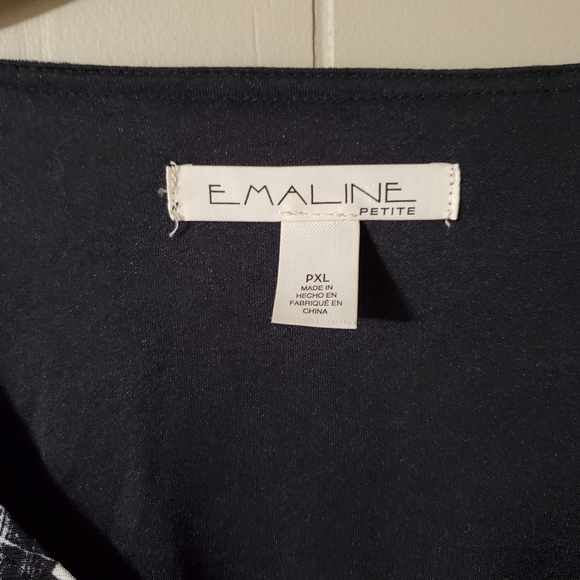 EMALINE
PETITE
PXL
MADE IN
HECHO EN
FABRIQUÉ EN
CHINA